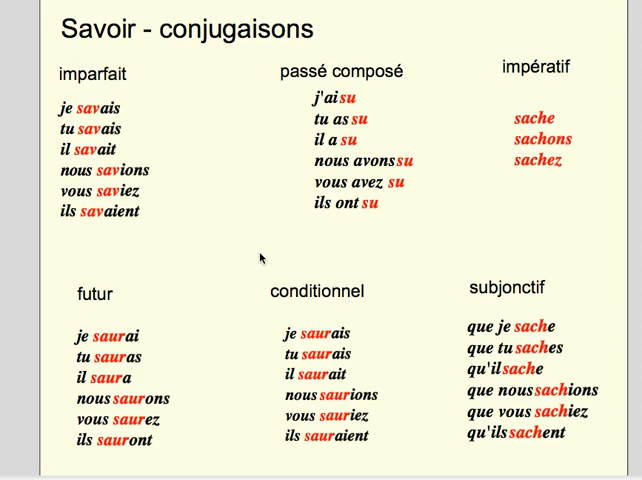 Savoir - conjugaisons
imparfait
je savais
tu savais
il savait
nous savions
vous saviez
ils savaient
passé composé
j'ai su
tu as su
il a su
nous avons su
vous avez su
ils ont su
impératif
sache
sachons
sachez
futur
je saurai
tu sauras
il saura
nous saurons
vous saurez
ils sauront
conditionnel
je saurais
tu saurais
il saurait
nous saurions
vous sauriez
ils sauraient
subjonctif
que je sache
que tu saches
qu'il sache
que nous sachions
que vous sachiez
qu'ils sachent